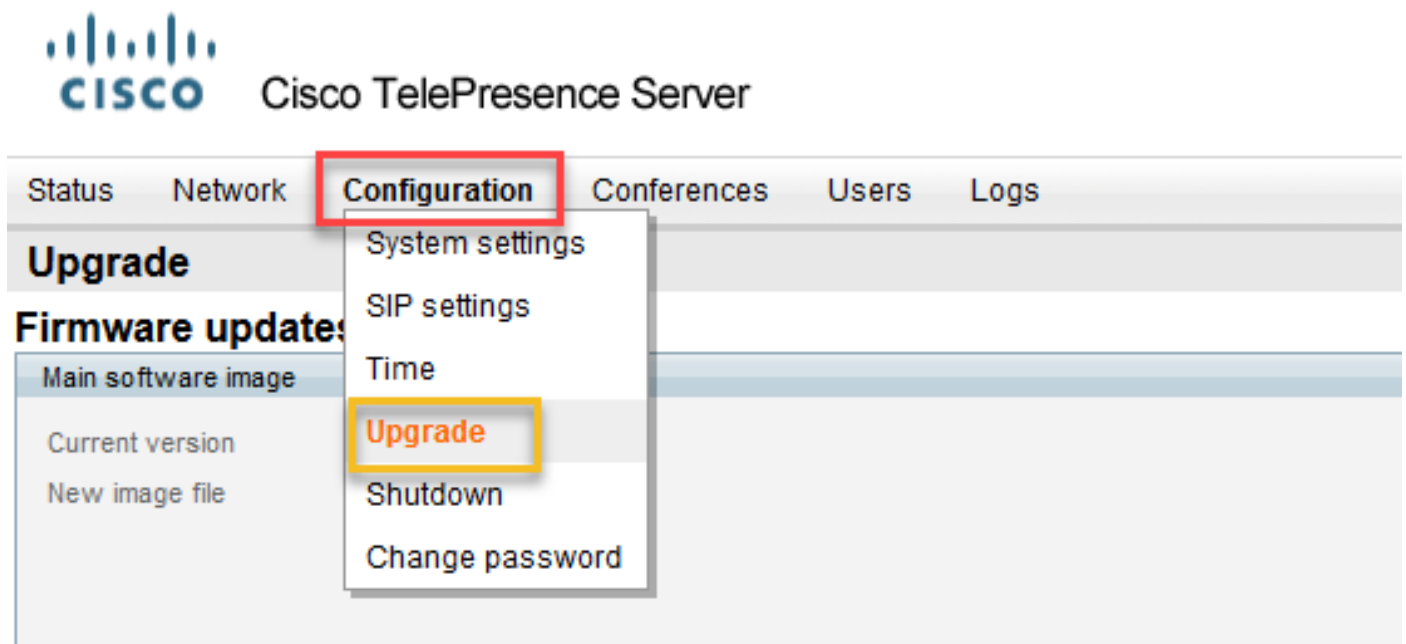 CISCO Cisco TelePresence Server
Status Network Configuration Conferences Users Logs
Upgrade
Firmware updates
Main software image
Current version
New image file
System settings
SIP settings
Time
Upgrade
Shutdown
Change password